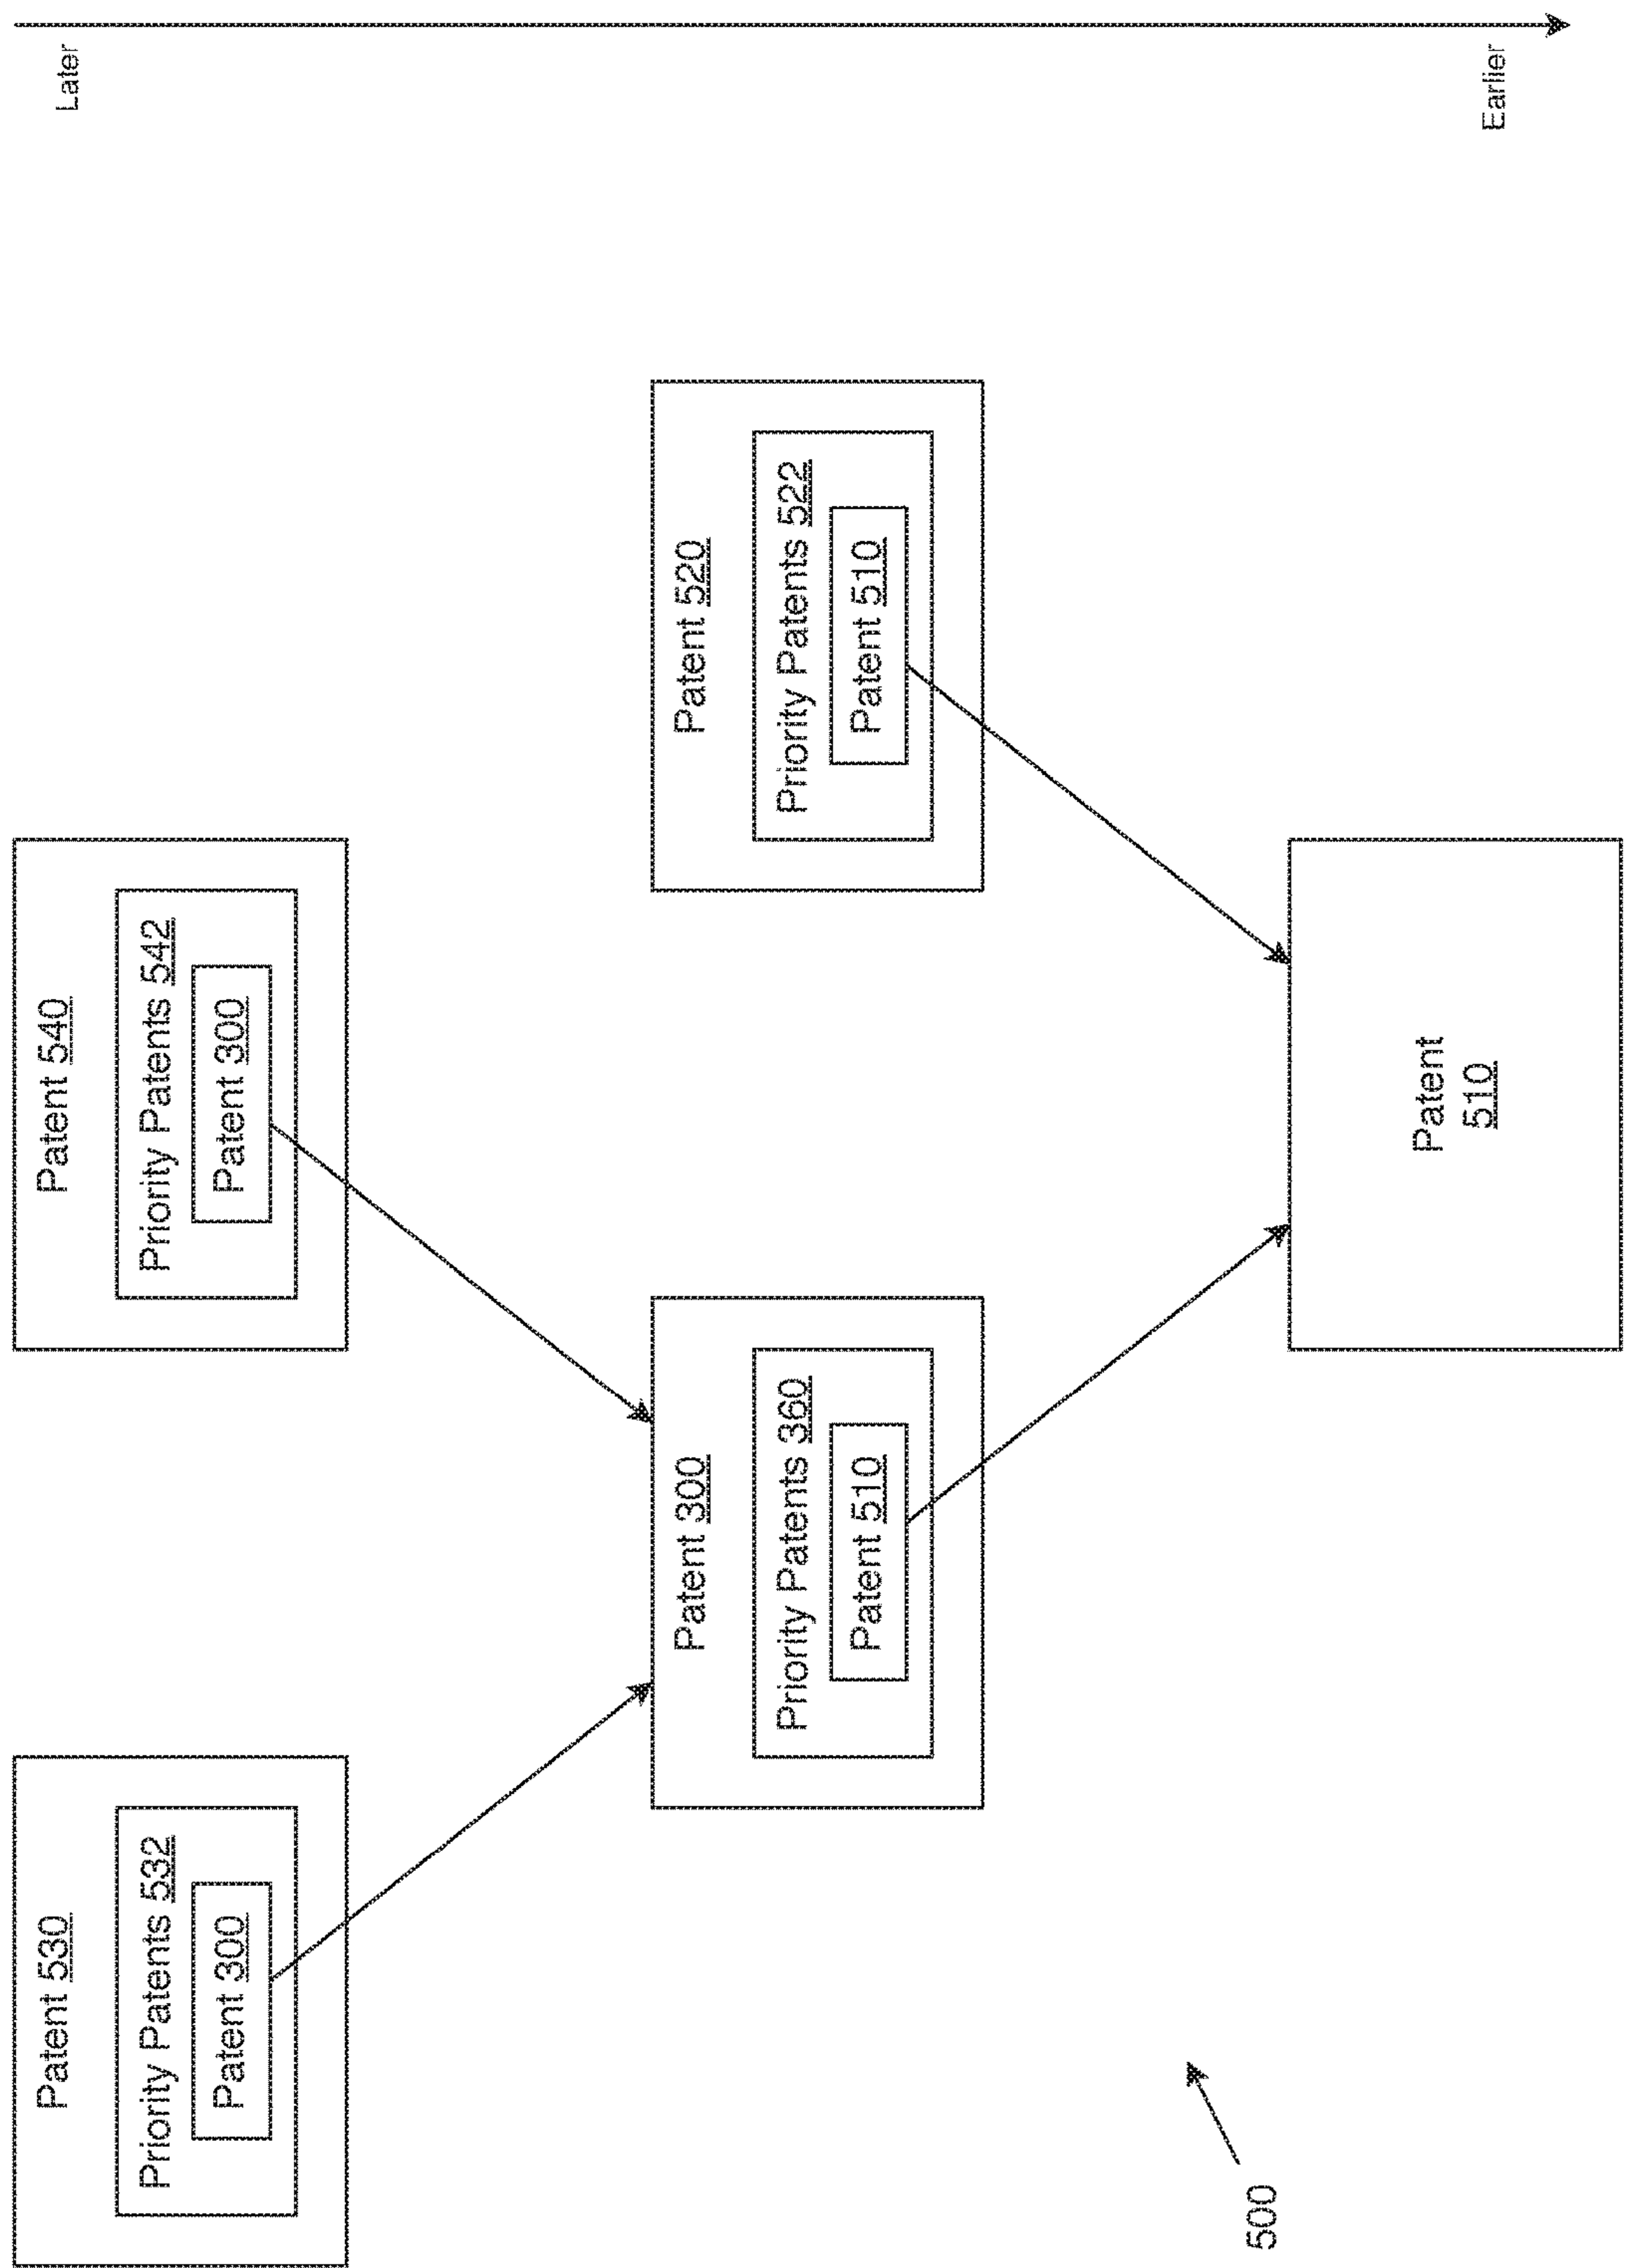 Patent 530
Priority Patents 532
Patent 300
Patent 540
Priority Patents 542
Patent 300
Later
Patent 300
Priority Patents 360
Patent 510
Patent 520
Priority Patents 522
Patent 510
Patent
510
Earlier
500